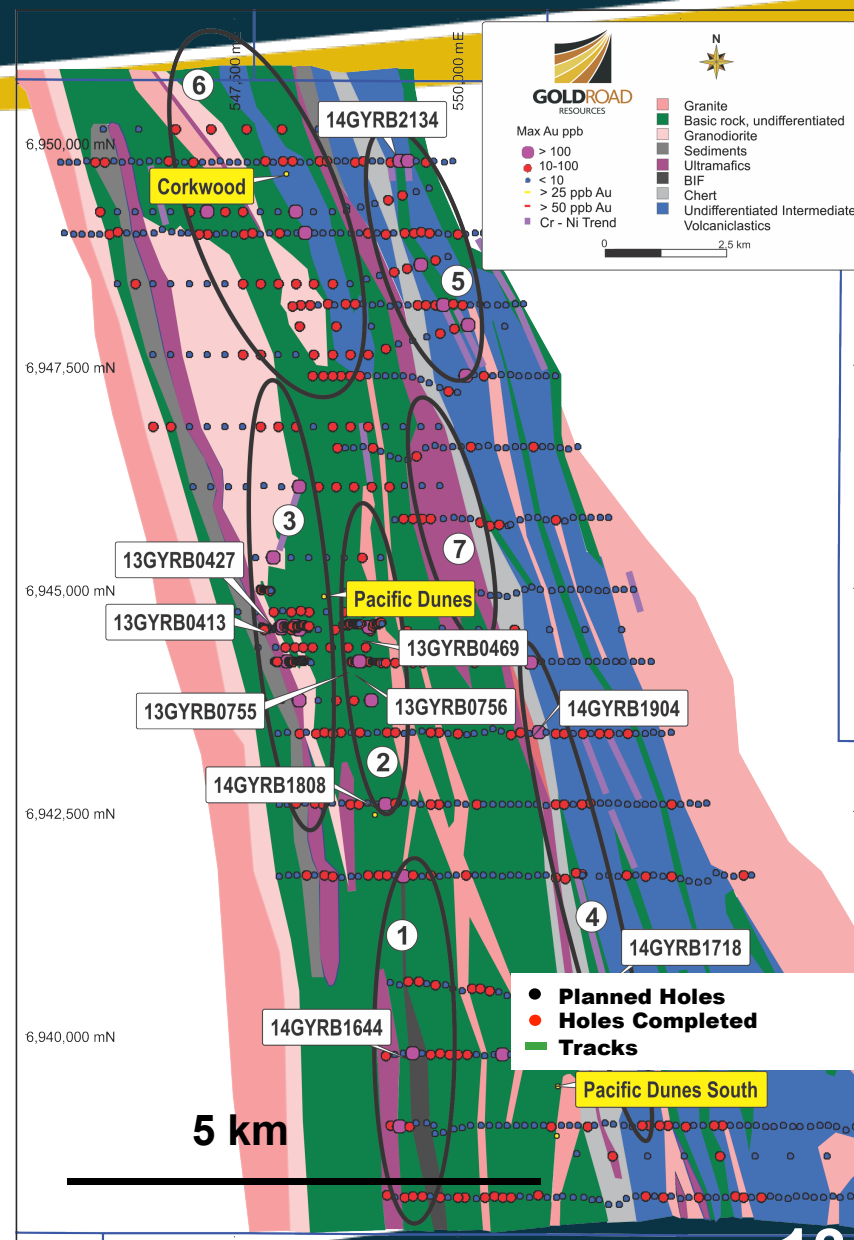 547,500 mE
550,000 mE
6
14GYRB2134
6,950,000 mN
Corkwood
GOLDROAD
RESOURCES
N
Max Au ppb
> 100
10-100
< 10
> 25 ppb Au
> 50 ppb Au
Cr - Ni Trend
Granite
Basic rock, undifferentiated
Granodiorite
Sediments
Ultramafics
BIF
Chert
Undifferentiated Intermediate
Volcaniclastics
0 2.5 km
5
6,947,500 mN
3
7
13GYRB0427
6,945,000 mN
Pacific Dunes
13GYRB0413
13GYRB0469
13GYRB0755
13GYRB0756
14GYRB1904
2
14GYRB1808
6,942,500 mN
1
4
14GYRB1718
Planned Holes
Holes Completed
Tracks
14GYRB1644
6,940,000 mN
Pacific Dunes South
5 km